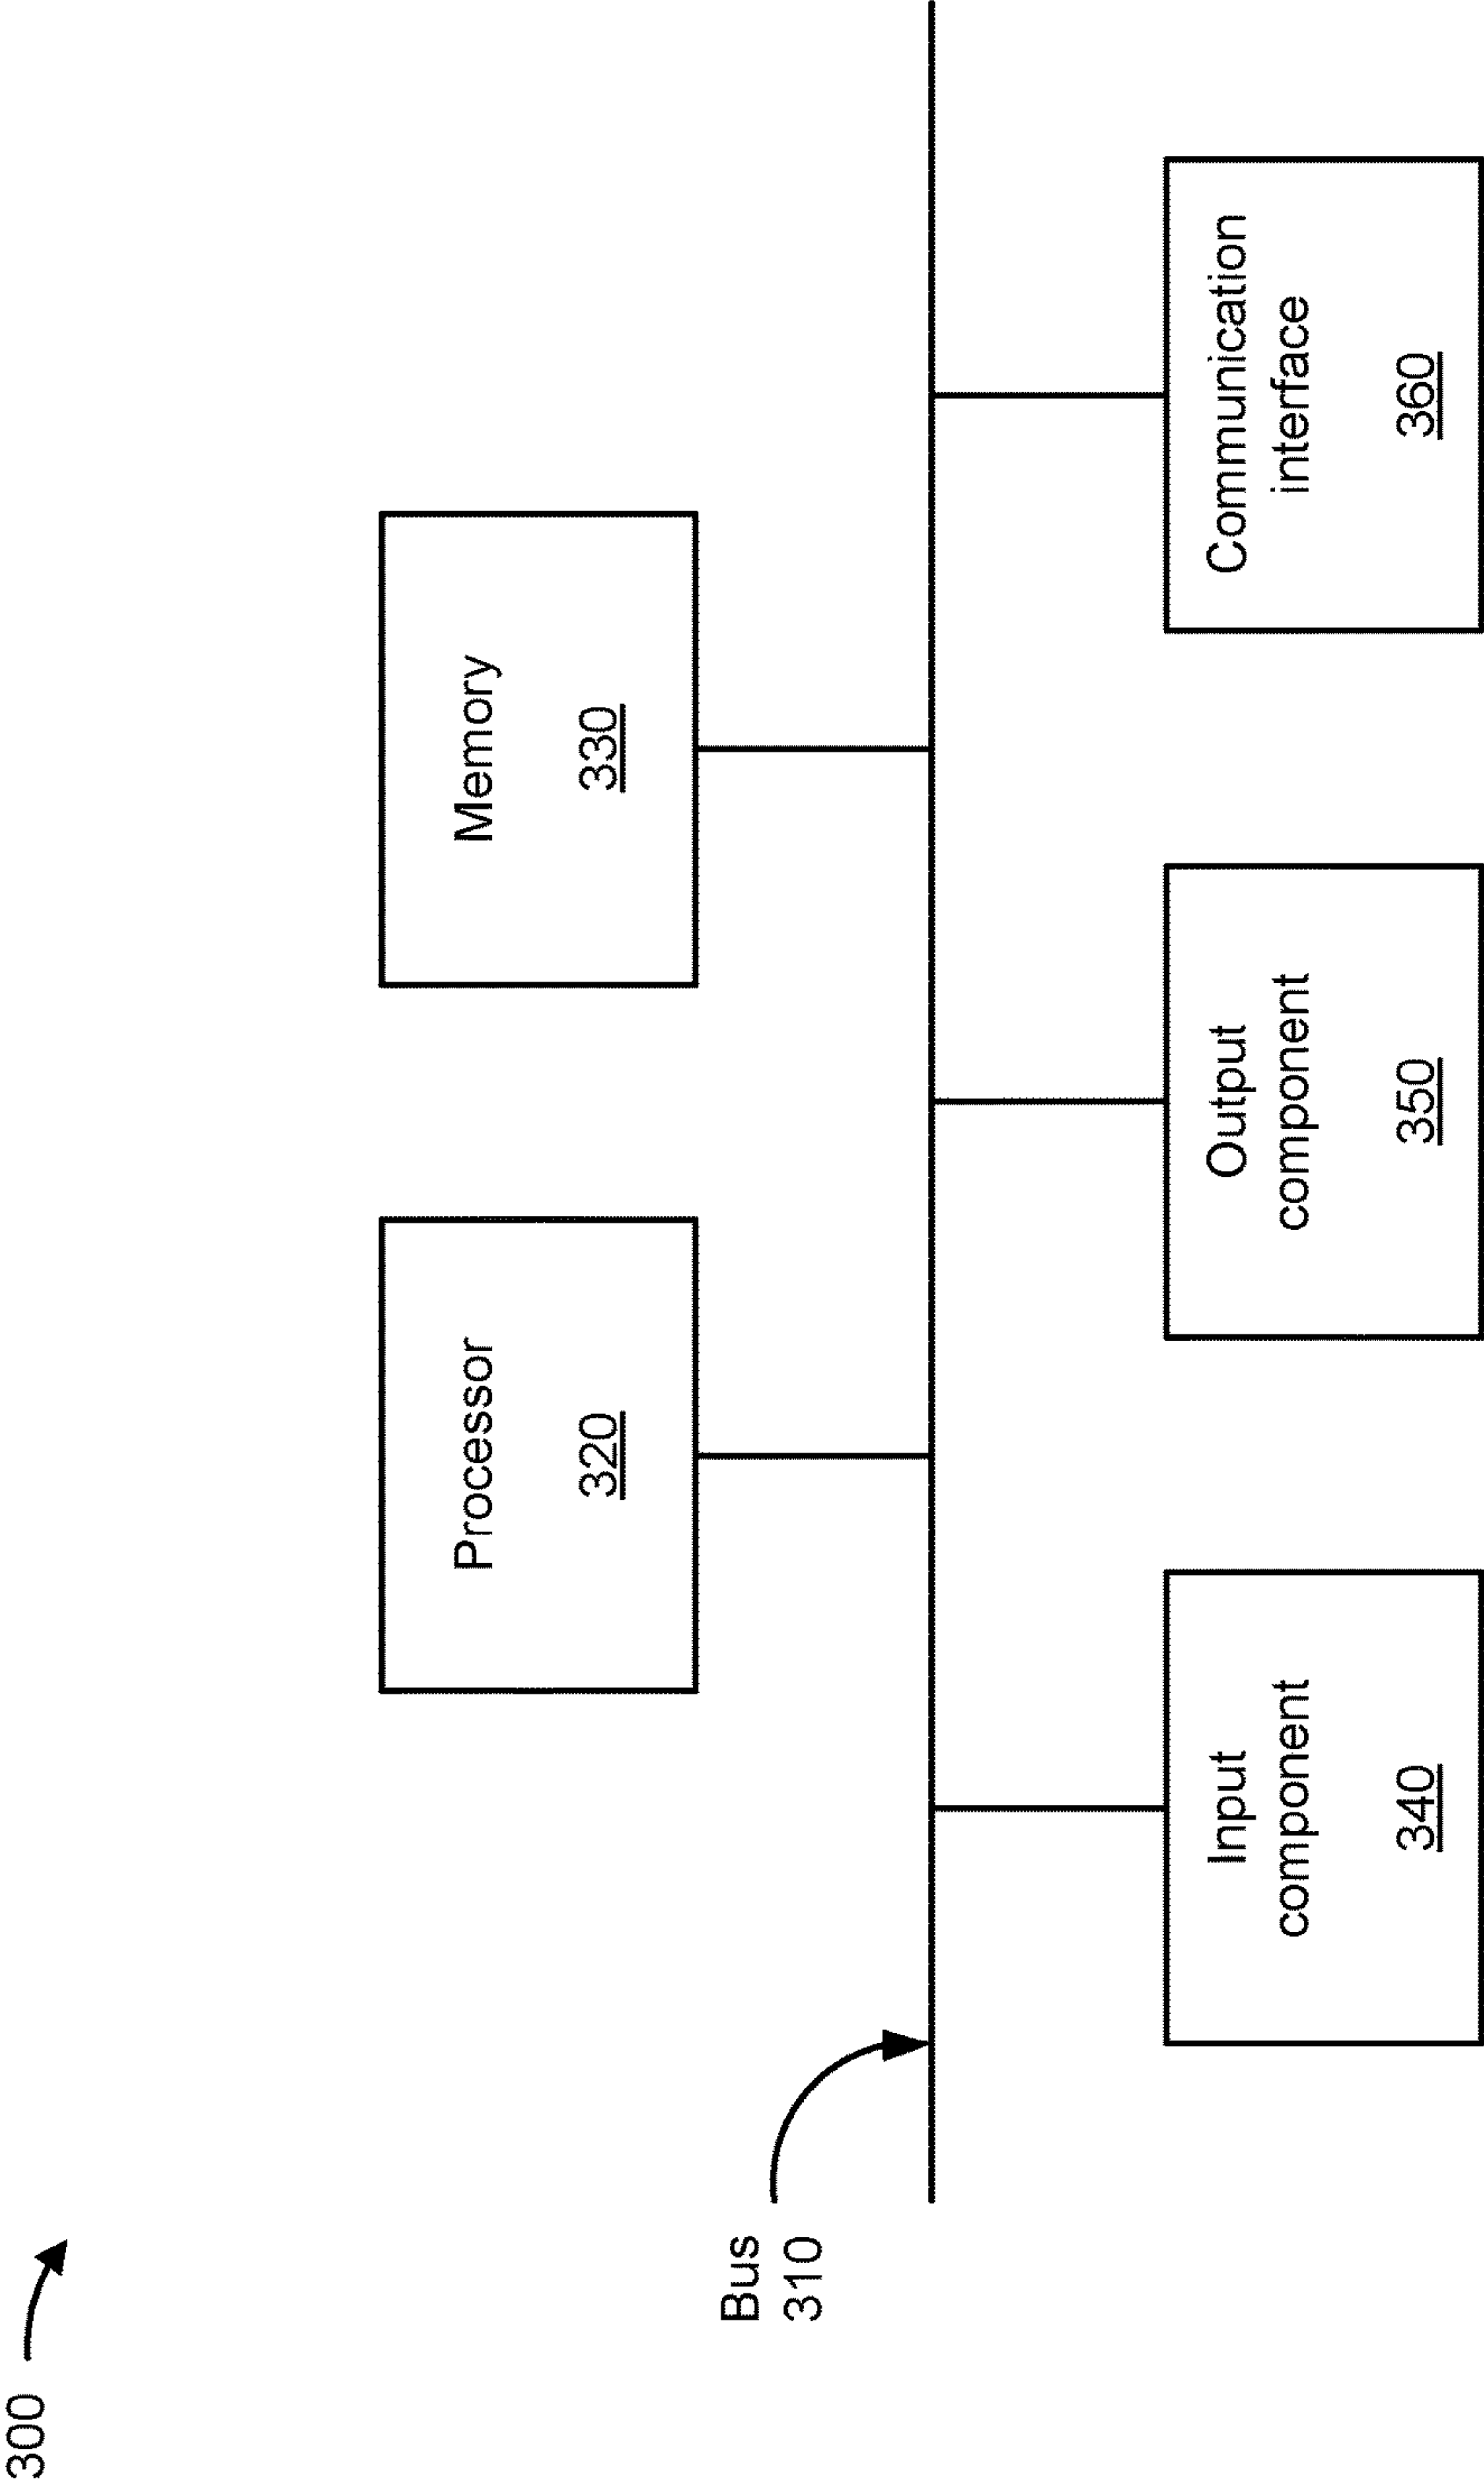 300
Bus
310
Processor
320
Memory
330
Input
component
340
Output
component
350
Communication
interface
360